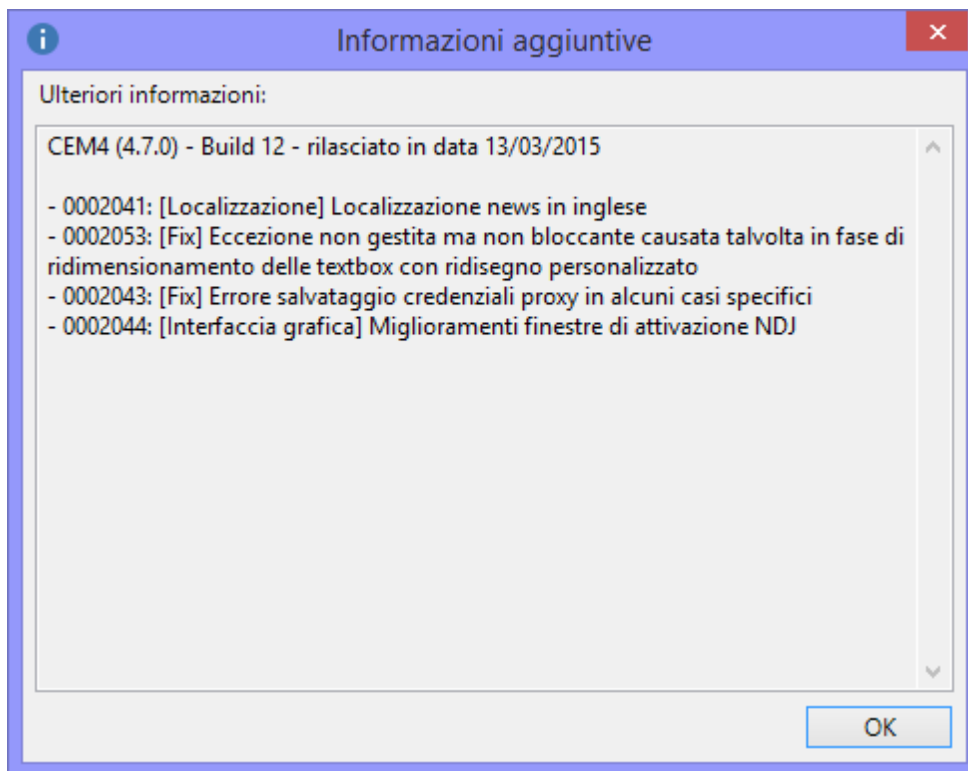 Informazioni aggiuntive
Ulteriori informazioni:
CEM4 (4.7.0) - Build 12 - rilasciato in data 13/03/2015
- 0002041: [Localizzazione] Localizzazione news in inglese
- 0002053: [Fix] Eccezione non gestita ma non bloccante causata talvolta in fase di
ridimensionamento delle textbox con ridisegno personalizzato
- 0002043: [Fix] Errore salvataggio credenziali proxy in alcuni casi specifici
- 0002044: [Interfaccia grafica] Miglioramenti finestre di attivazione NDJ
OK